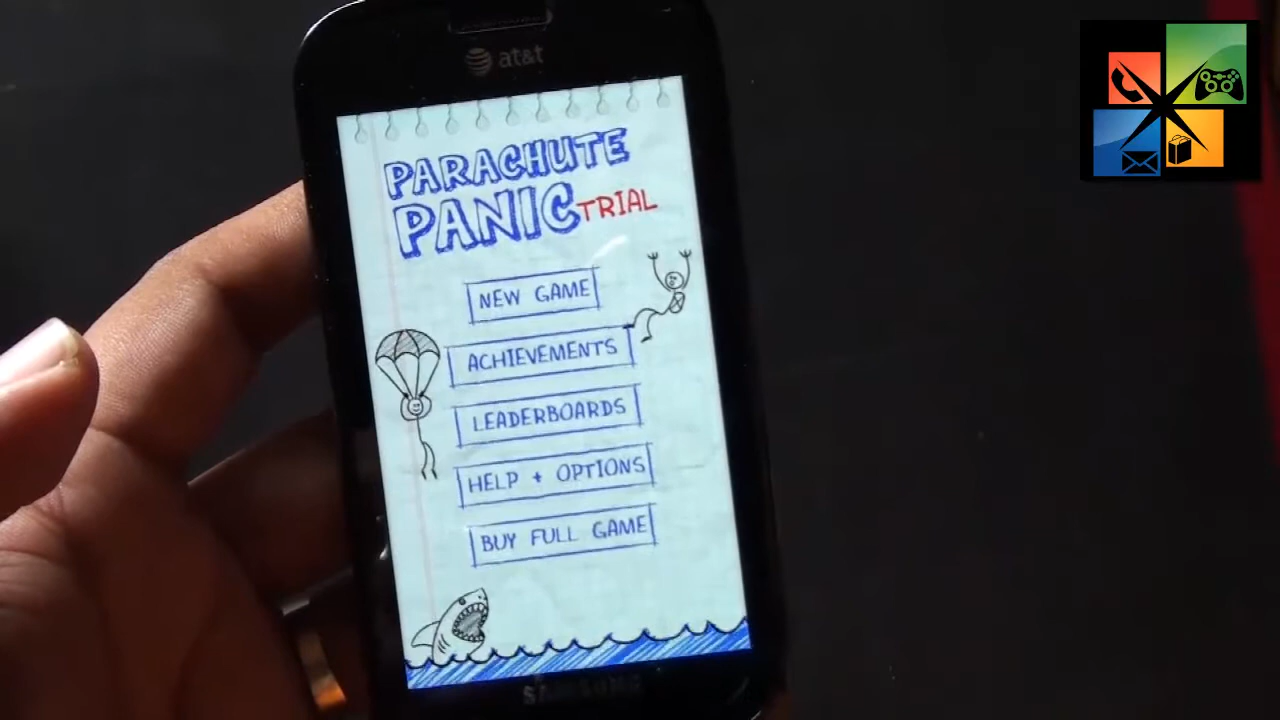 at&t
PARACHUTE
PANIC TRIAL
NEW GAME
ACHIEVEMENTS
LEADERBOARDS
HELP + OPTIONS
BUY FULL GAME
SAMSUNG